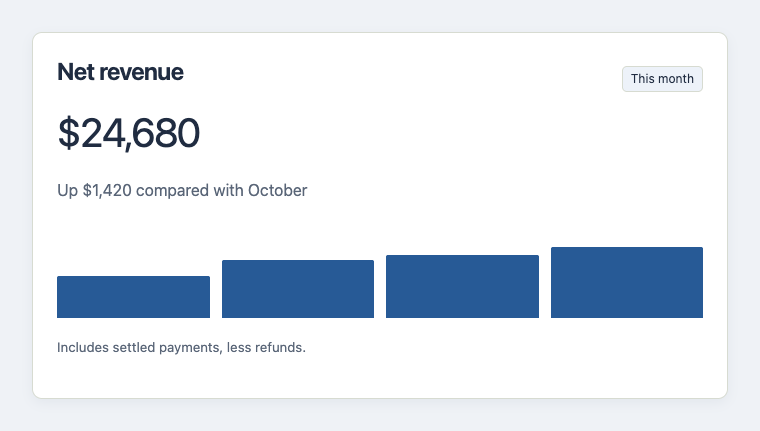 Net revenue
This month
$24,680
Up $1,420 compared with October
Includes settled payments, less refunds.